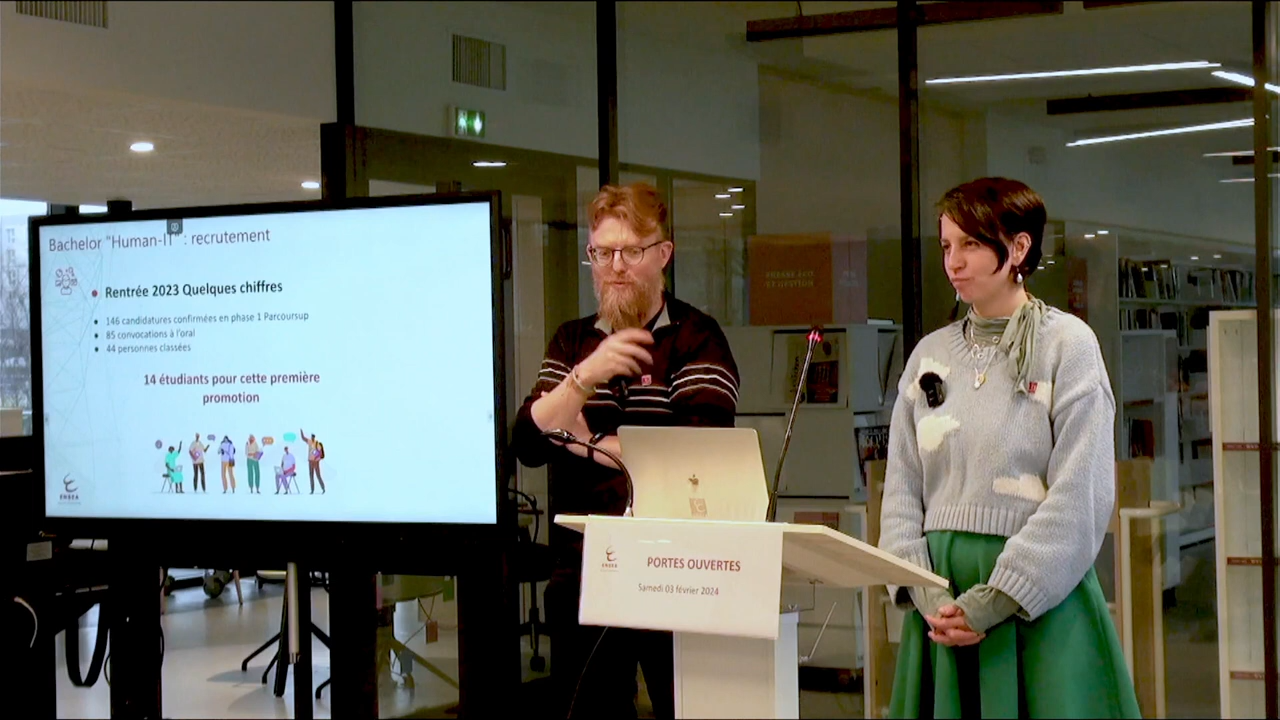 Bachelor "Human-IT" : recrutement
Rentrée 2023 Quelques chiffres
146 candidatures confirmées en phase 1 Parcoursup
85 convocations à l'oral
44 personnes classées
14 étudiants pour cette première
promotion
ENSEA
ENSEA
PORTES OUVERTES
Samedi 03 février 2024